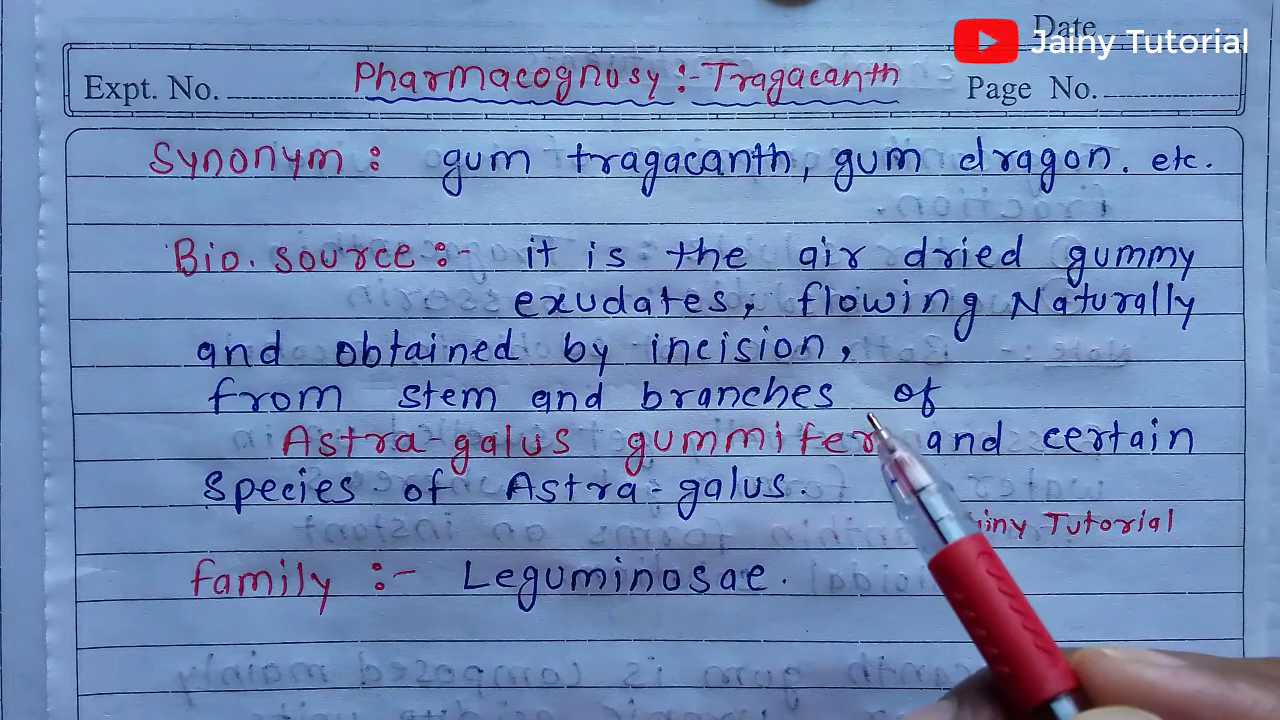 Date
Jainy Tutorial
Expt. No.
Pharmacognosy :- Tragacanth
Page No.
Synonym : gum tragacanth, gum dragon. etc.
Bio. source :- it is the air dried gummy
exudates, flowing Naturally
and obtained by incision,
from stem and branches of
Astra-galus gummifer and certain
species of Astra-galus.
Jainy Tutorial
family :- Leguminosae.